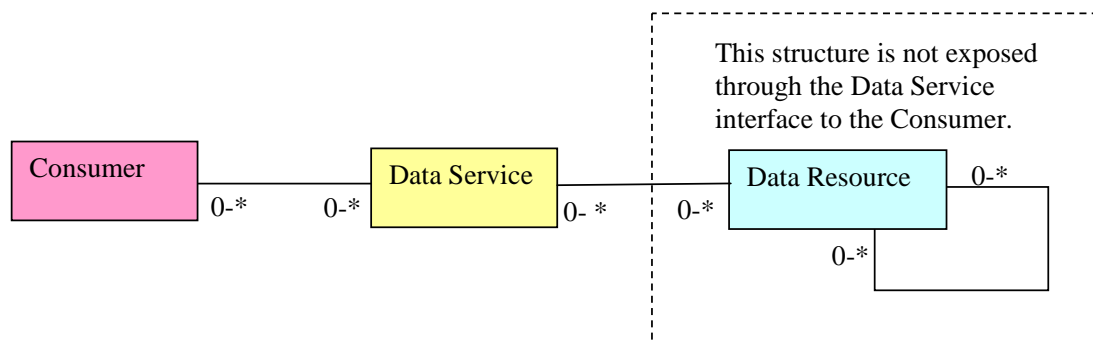 This structure is not exposed
through the Data Service
interface to the Consumer.
Consumer
Data Service
Data Resource
0-*
0-*
0-*
0- *
0-*
0-*